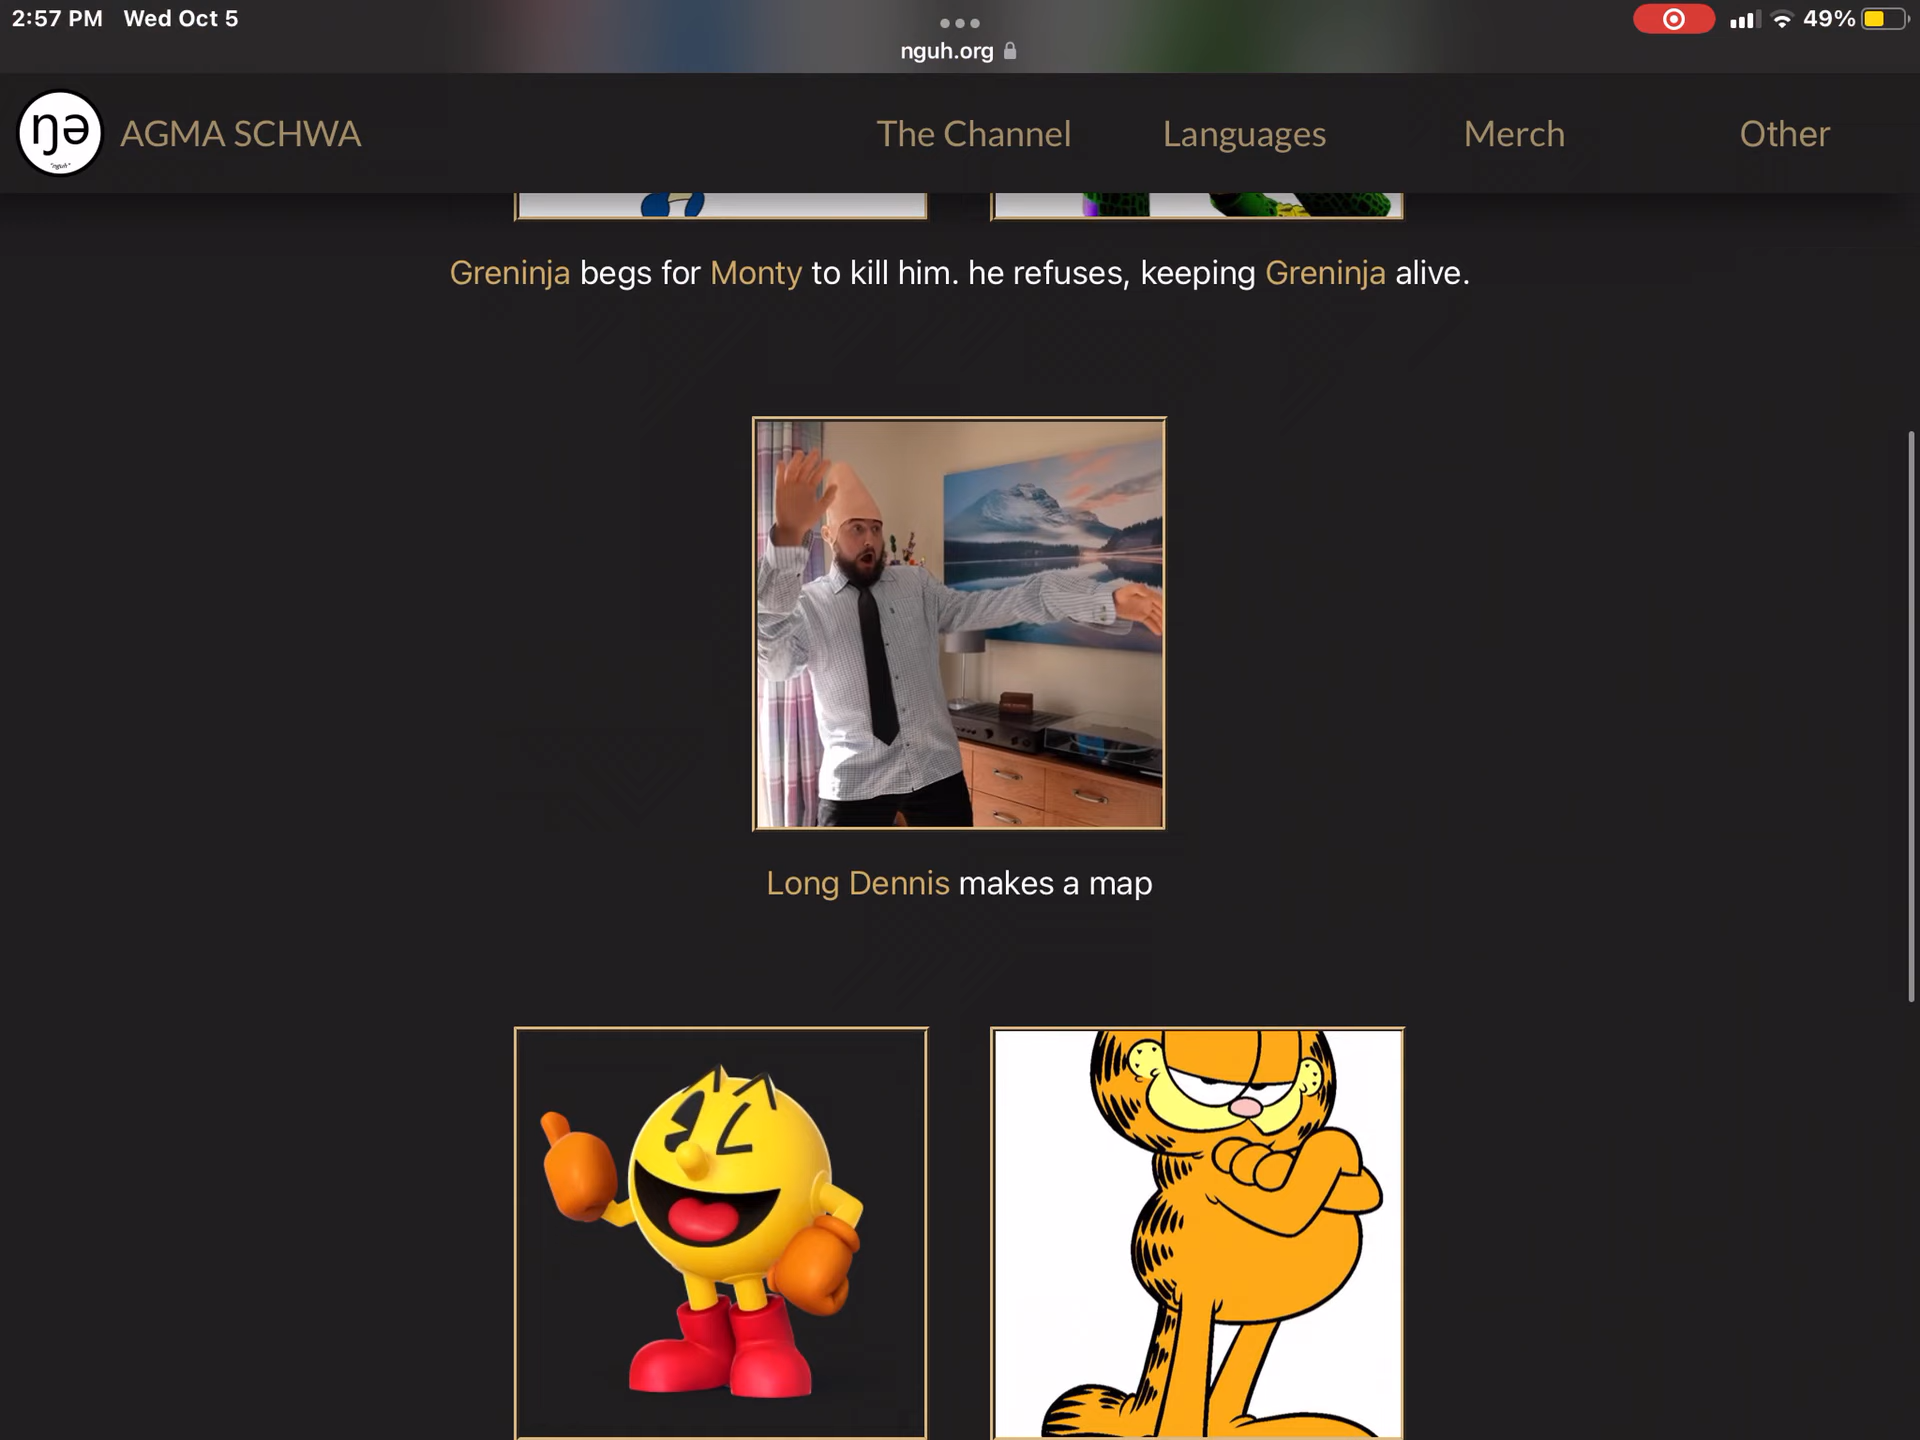 2:57 PM Wed Oct 5
49%
nguh.org
ŋə
"nguh"
AGMA SCHWA
The Channel
Languages
Merch
Other
Greninja begs for Monty to kill him. he refuses, keeping Greninja alive.
Long Dennis makes a map